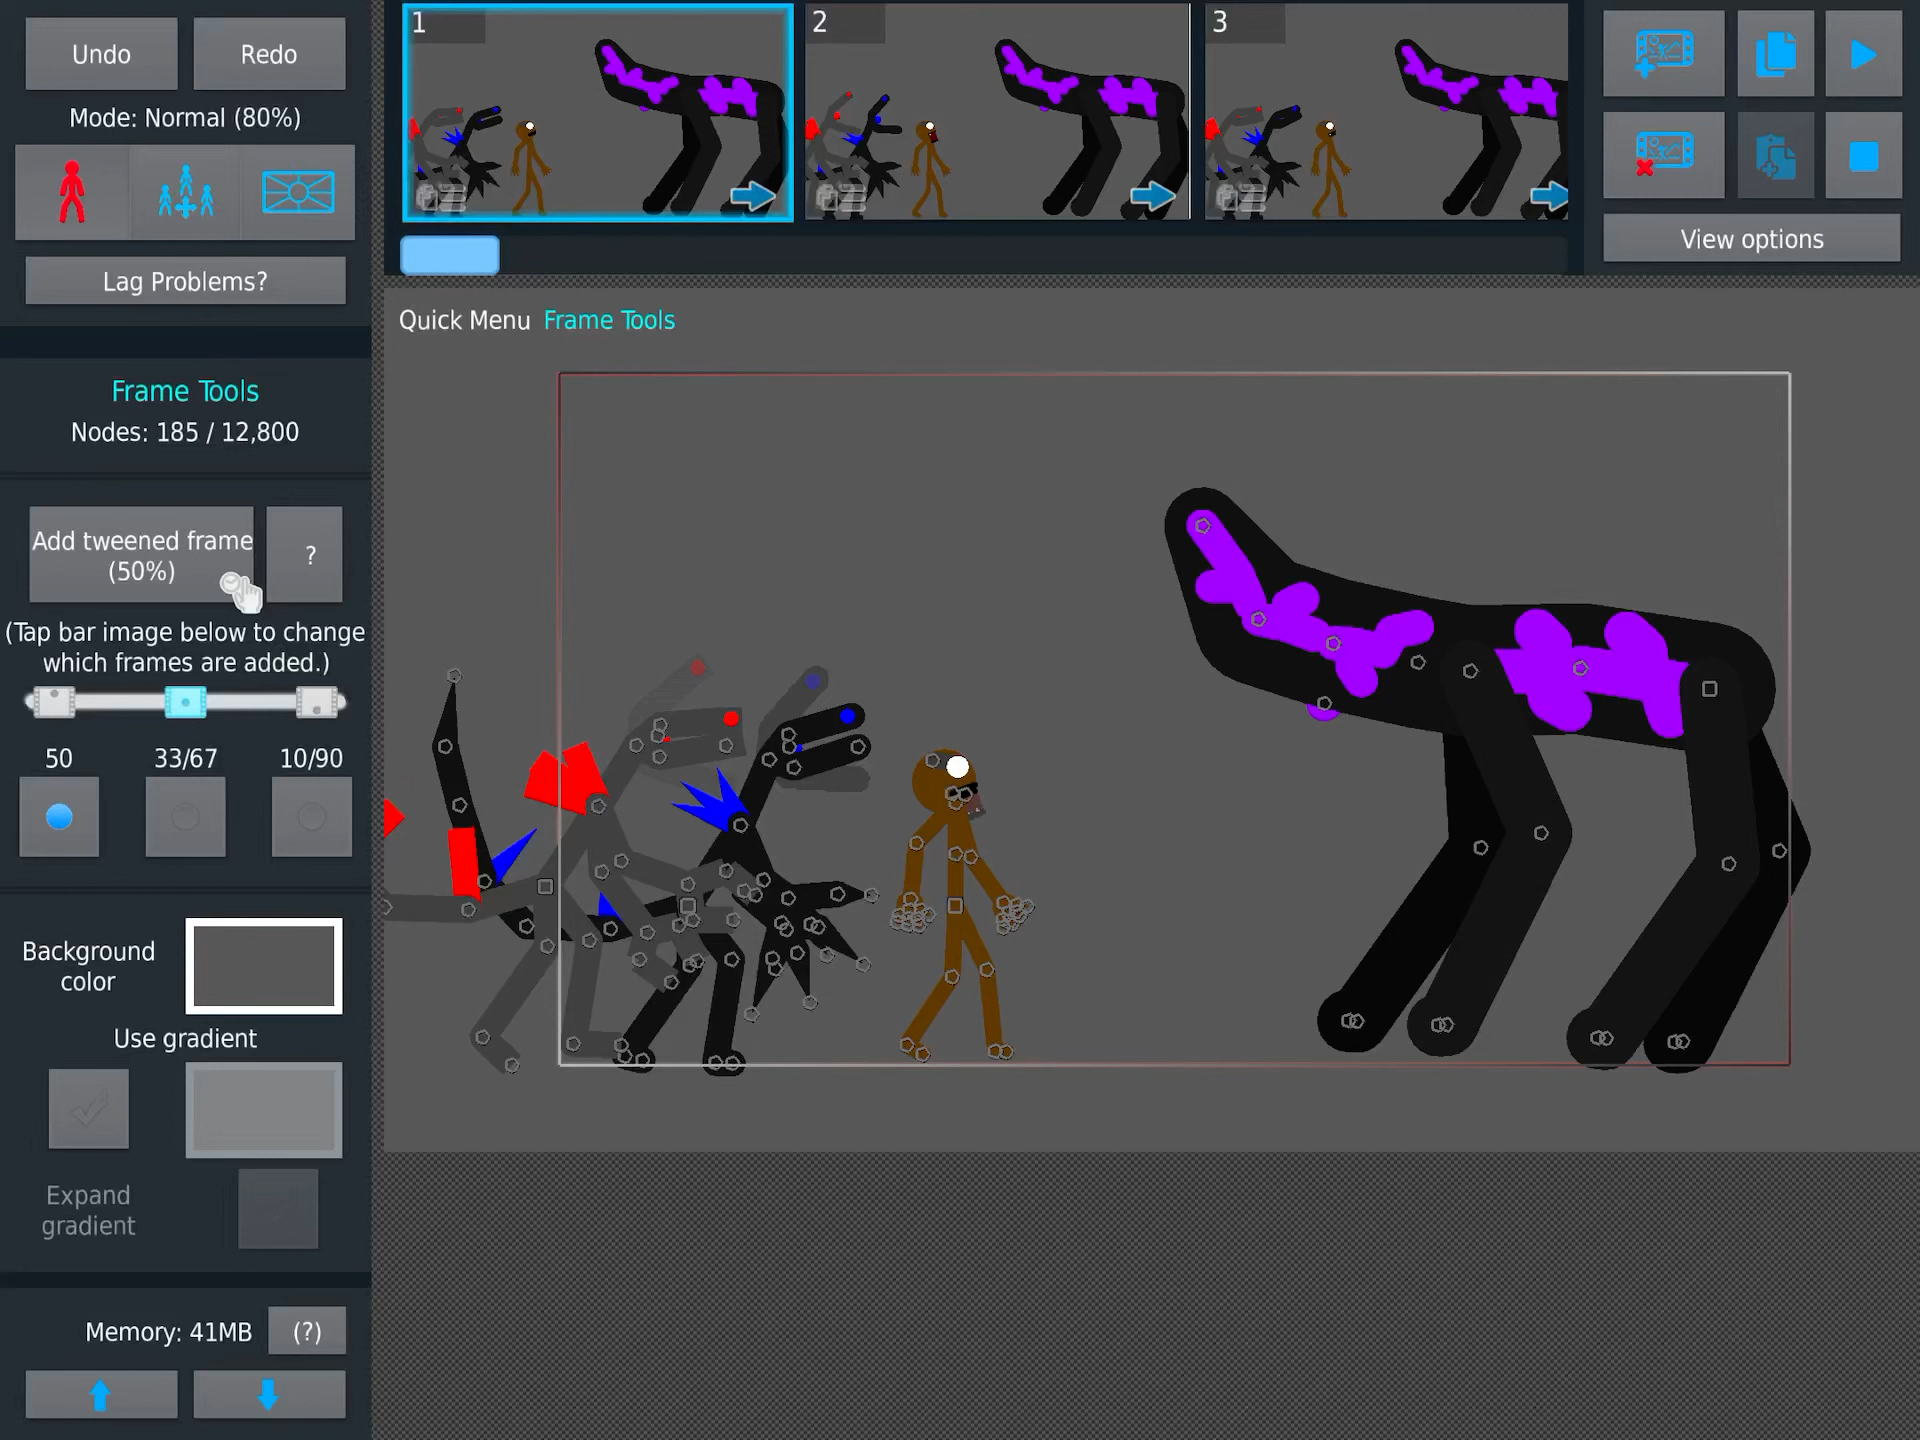 Undo
Redo
Mode: Normal (80%)
Lag Problems?
1
2
3
View options
Quick Menu Frame Tools
Frame Tools
Nodes: 185 / 12,800
Add tweened frame
(50%)
?
(Tap bar image below to change
which frames are added.)
50
33/67
10/90
Background
color
Use gradient
Expand
gradient
Memory: 41MB
(?)